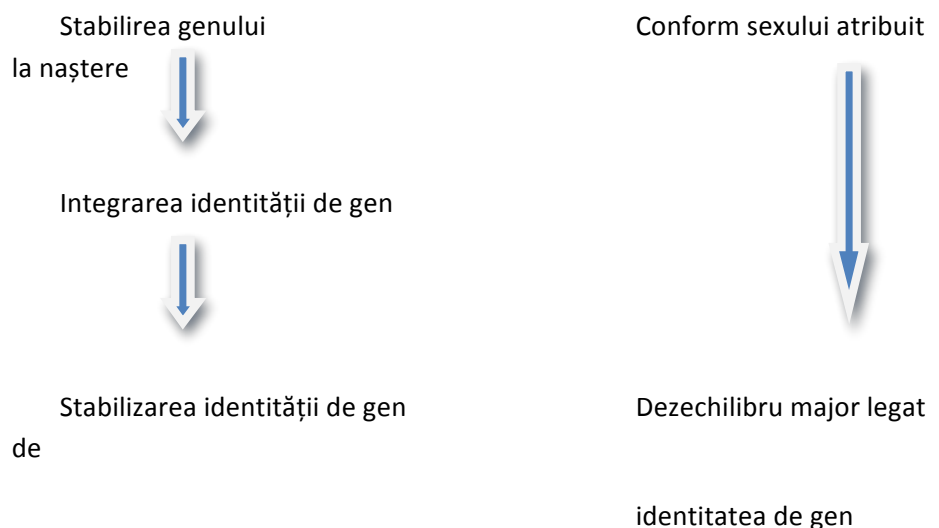 Stabilirea genului Conform sexului atribuit
la naștere
Integrarea identității de gen
Stabilizarea identității de gen Dezechilibru major legat
de
identitatea de gen